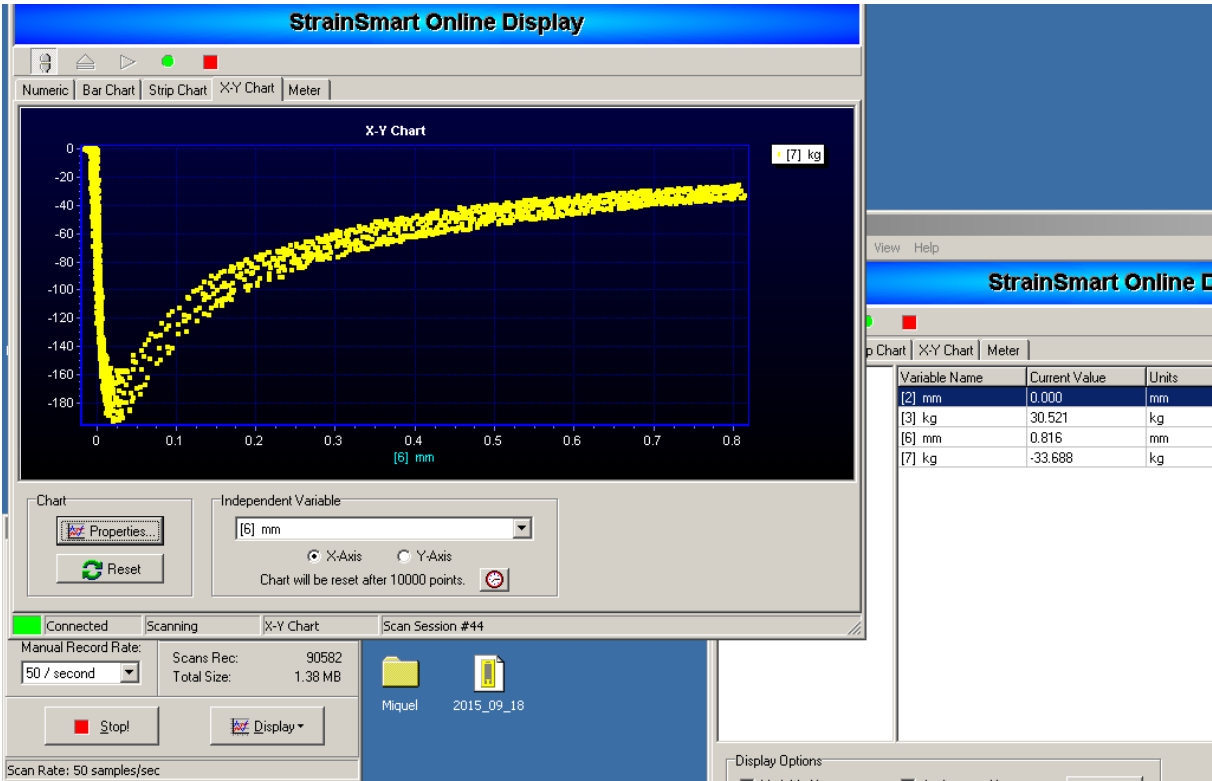 StrainSmart Online Display
Numeric
Bar Chart
Strip Chart
X-Y Chart
Meter
X-Y Chart
[7] kg
0
-20
-40
-60
-80
-100
-120
-140
-160
-180
0 0.1 0.2 0.3 0.4 0.5 0.6 0.7 0.8
[6] mm
Chart
Properties...
Reset
Independent Variable
[6] mm
X-Axis Y-Axis
Chart will be reset after 10000 points.
Connected Scanning X-Y Chart Scan Session #44
View Help
StrainSmart Online
Chart X-Y Chart Meter
Variable Name Current Value Units
[2] mm 0.000 mm
[3] kg 30.521 kg
[6] mm 0.816 mm
[7] kg -33.688 kg
Manual Record Rate:
50 / second
Scans Rec: 90582
Total Size: 1.38 MB
Stop!
Display
Scan Rate: 50 samples/sec
Miquel
2015_09_18
Display Options